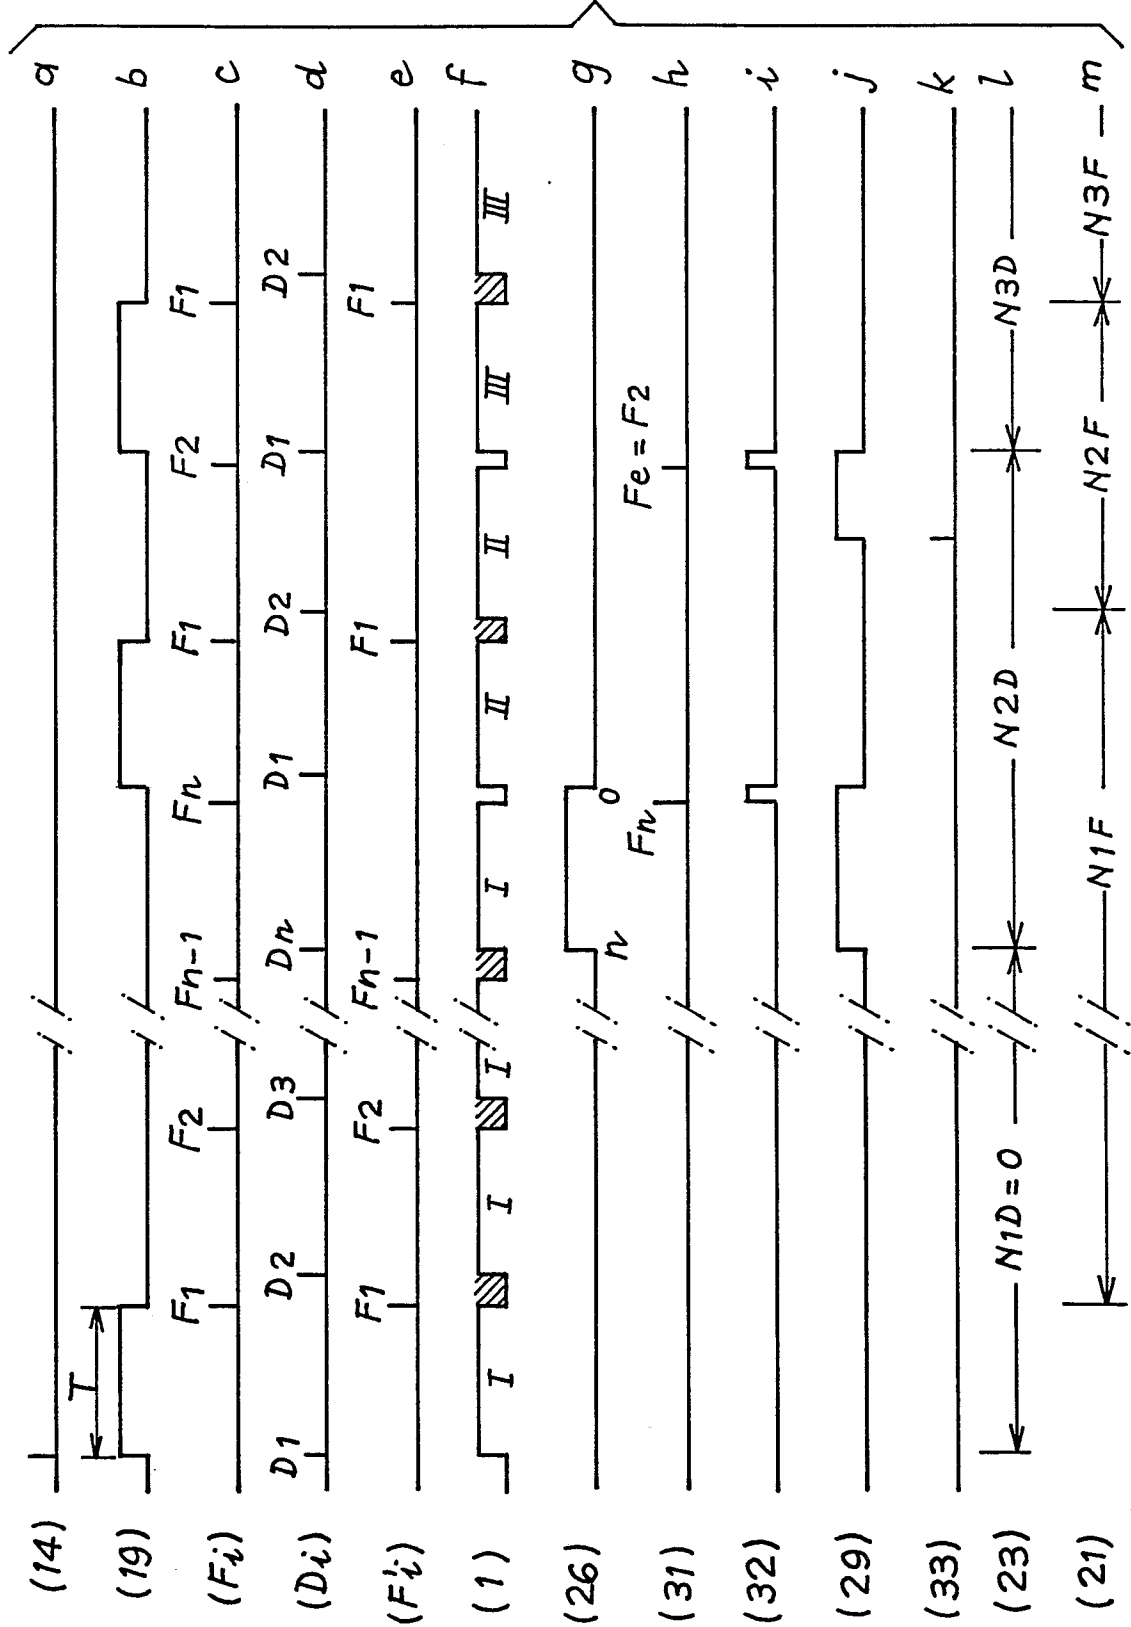 (14) a
T
(19) b
F1 F2 Fn-1 Fn F1 F2 F1
(Fi) c
D1 D2 D3 Dn D1 D2 D1 D2
(Di) d
F1 F2 Fn-1 F1 F1
(F'i) e
(1) I I I I II II III III f
(26) n o g
Fn Fe = F2
(31) h
(32) i
(29) j
(33) k
(23) N1D=0 N2D N3D l
(21) N1F N2F N3F m